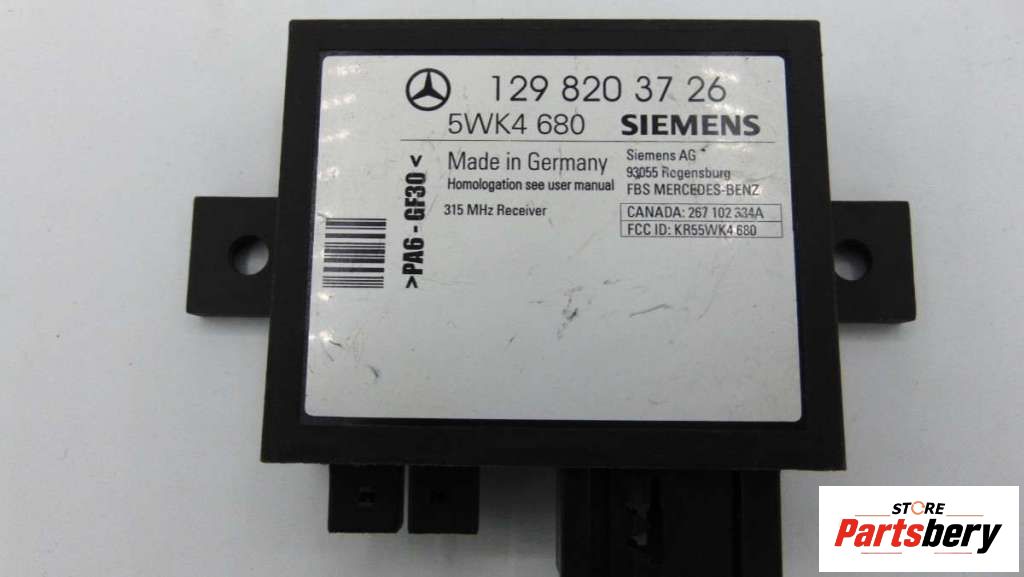 129 820 37 26
5WK4 680 SIEMENS
Made in Germany
Homologation see user manual
315 MHz Receiver
Siemens AG
93055 Regensburg
FBS MERCEDES-BENZ
CANADA: 267 102 334A
FCC ID: KR55WK4 680
>PA6 - GF30<
STORE
Partsbery